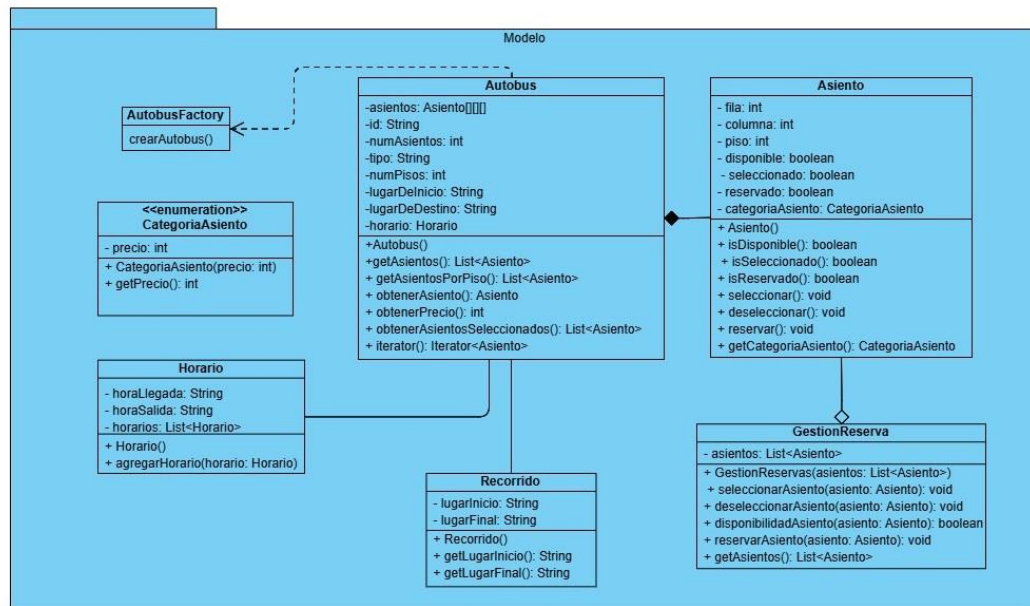 Modelo
AutobusFactory
crearAutobus()
<<enumeration>>
CategoriaAsiento
- precio: int
+ CategoriaAsiento(precio: int)
+ getPrecio(): int
Horario
- horaLlegada: String
- horaSalida: String
- horarios: List<Horario>
+ Horario()
+ agregarHorario(horario: Horario)
Autobus
-asientos: Asiento[][][]
-id: String
-numAsientos: int
-tipo: String
-numPisos: int
-lugarDeInicio: String
-lugarDeDestino: String
-horario: Horario
+Autobus()
+getAsientos(): List<Asiento>
+ getAsientosPorPiso(): List<Asiento>
+ obtenerAsiento(): Asiento
+ obtenerPrecio(): int
+ obtenerAsientosSeleccionados(): List<Asiento>
+ iterator(): Iterator<Asiento>
Recorrido
- lugarInicio: String
- lugarFinal: String
+ Recorrido()
+ getLugarInicio(): String
+ getLugarFinal(): String
Asiento
- fila: int
- columna: int
- piso: int
- disponible: boolean
- seleccionado: boolean
- reservado: boolean
- categoriaAsiento: CategoriaAsiento
+ Asiento()
+ isDisponible(): boolean
+ isSeleccionado(): boolean
+ isReservado(): boolean
+ seleccionar(): void
+ deseleccionar(): void
+ reservar(): void
+ getCategoriaAsiento(): CategoriaAsiento
GestionReserva
- asientos: List<Asiento>
+ GestionReservas(asientos: List<Asiento>)
+ seleccionarAsiento(asiento: Asiento): void
+ deseleccionarAsiento(asiento: Asiento): void
+ disponibilidadAsiento(asiento: Asiento): boolean
+ reservarAsiento(asiento: Asiento): void
+ getAsientos(): List<Asiento>